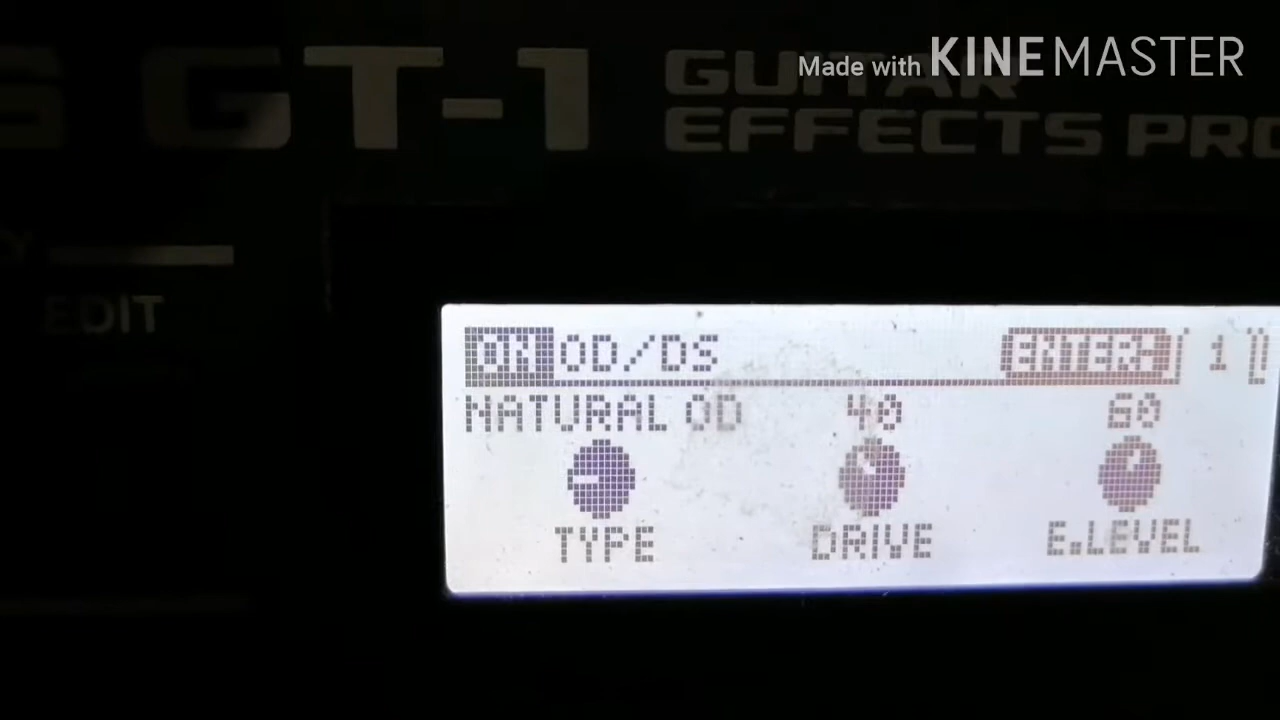 Made with KINEMASTER
GT-1 GUITAR
EFFECTS
EDIT
ON OD/DS ENTER 1
NATURAL OD 40 60
TYPE DRIVE E.LEVEL